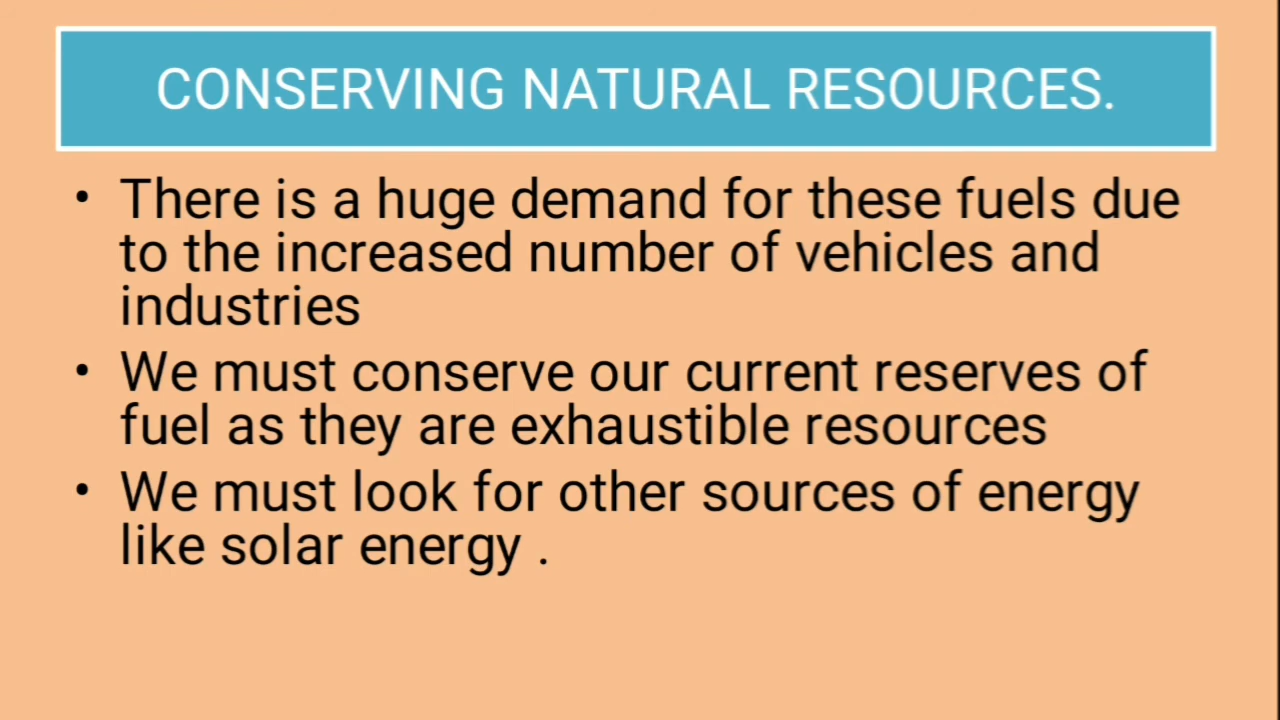 CONSERVING NATURAL RESOURCES.
• There is a huge demand for these fuels due
to the increased number of vehicles and
industries
• We must conserve our current reserves of
fuel as they are exhaustible resources
• We must look for other sources of energy
like solar energy .